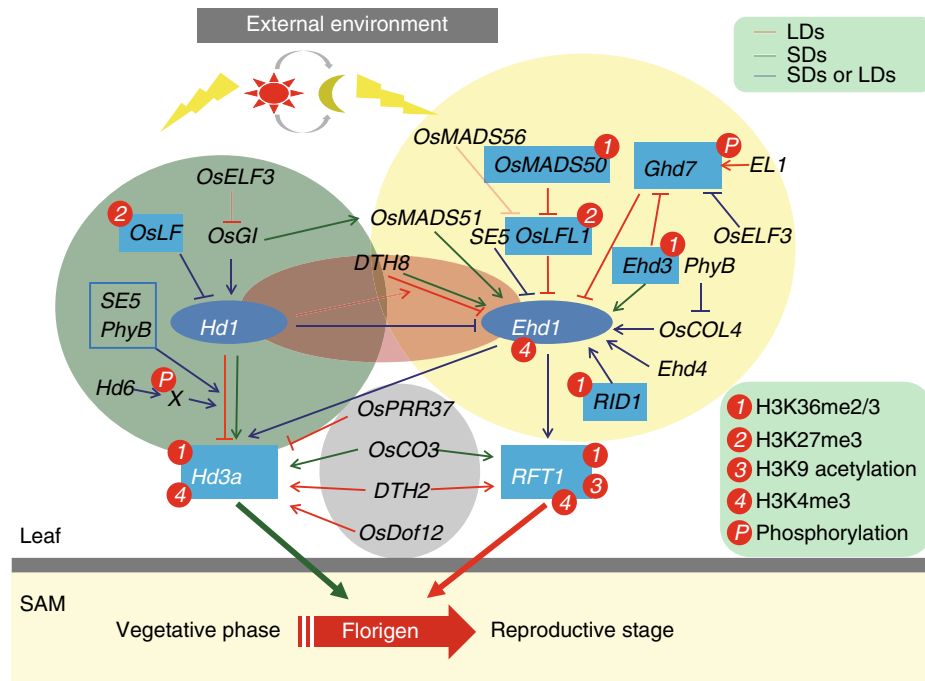 External environment
LDs
SDs
SDs or LDs
OsMADS56
1
OsMADS50
P
Ghd7
EL1
OsELF3
2
OsLF
OsGI
OsMADS51
SE5
2
OsLFL1
OsELF3
1
Ehd3
PhyB
DTH8
SE5
PhyB
Hd1
Ehd1
4
OsCOL4
Ehd4
Hd6
P
X
1
RID1
OsPRR37
OsCO3
DTH2
OsDof12
1
Hd3a
4
1
RFT1
3
4
1 H3K36me2/3
2 H3K27me3
3 H3K9 acetylation
4 H3K4me3
P Phosphorylation
Leaf
SAM
Vegetative phase
Florigen
Reproductive stage